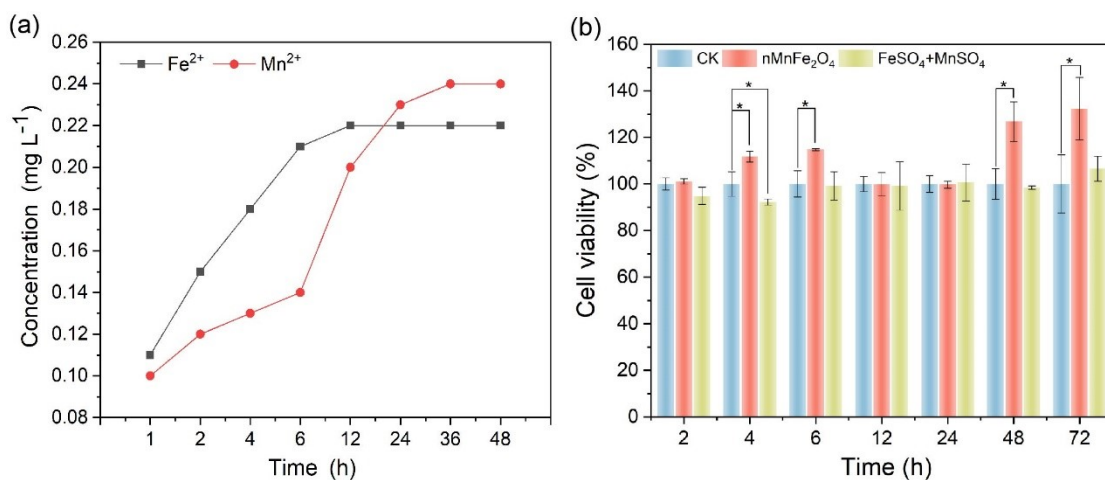 (a)
0.26
0.24
0.22
0.20
0.18
0.16
0.14
0.12
0.10
0.08
Concentration (mg L⁻¹)
Fe²⁺ Mn²⁺
1 2 4 6 12 24 36 48
Time (h)
(b)
160
140
120
100
80
60
40
20
0
Cell viability (%)
CK nMnFe₂O₄ FeSO₄+MnSO₄
* * * * *
2 4 6 12 24 48 72
Time (h)